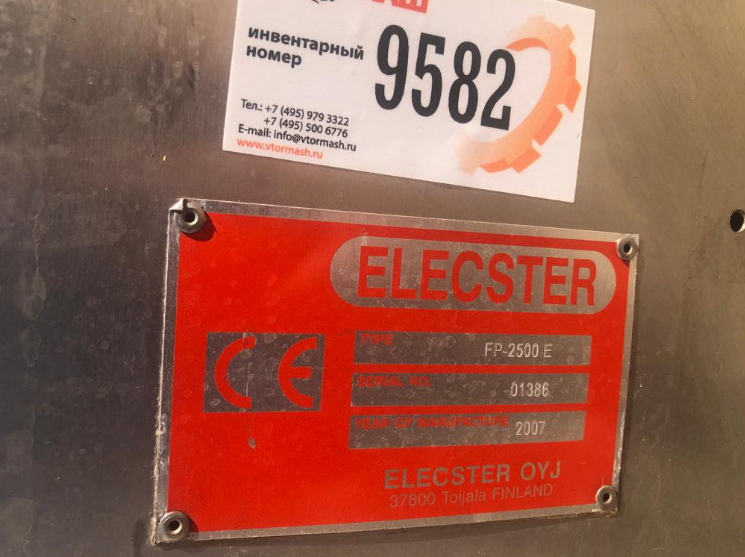 инвентарный
номер
9582
Тел.: +7 (495) 979 3322
+7 (495) 500 6776
E-mail: info@vtormash.ru
www.vtormash.ru
ELECSTER
CE
TYPE FP-2500 E
SERIAL NO. 01386
YEAR OF MANUFACTURE 2007
ELECSTER OYJ
37800 Toijala FINLAND